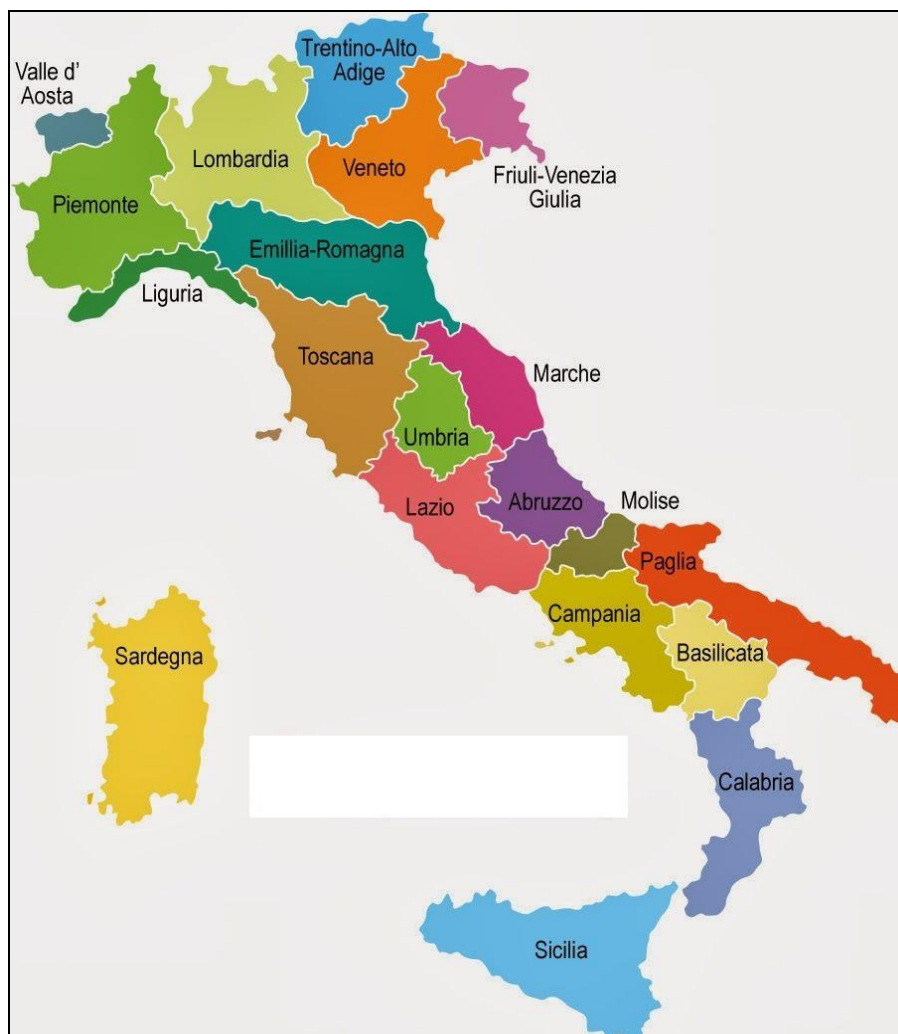 Trentino-Alto
Adige
Valle d'
Aosta
Lombardia
Veneto
Friuli-Venezia
Giulia
Piemonte
Emillia-Romagna
Liguria
Toscana
Marche
Umbria
Abruzzo
Molise
Lazio
Paglia
Campania
Basilicata
Sardegna
Calabria
Sicilia